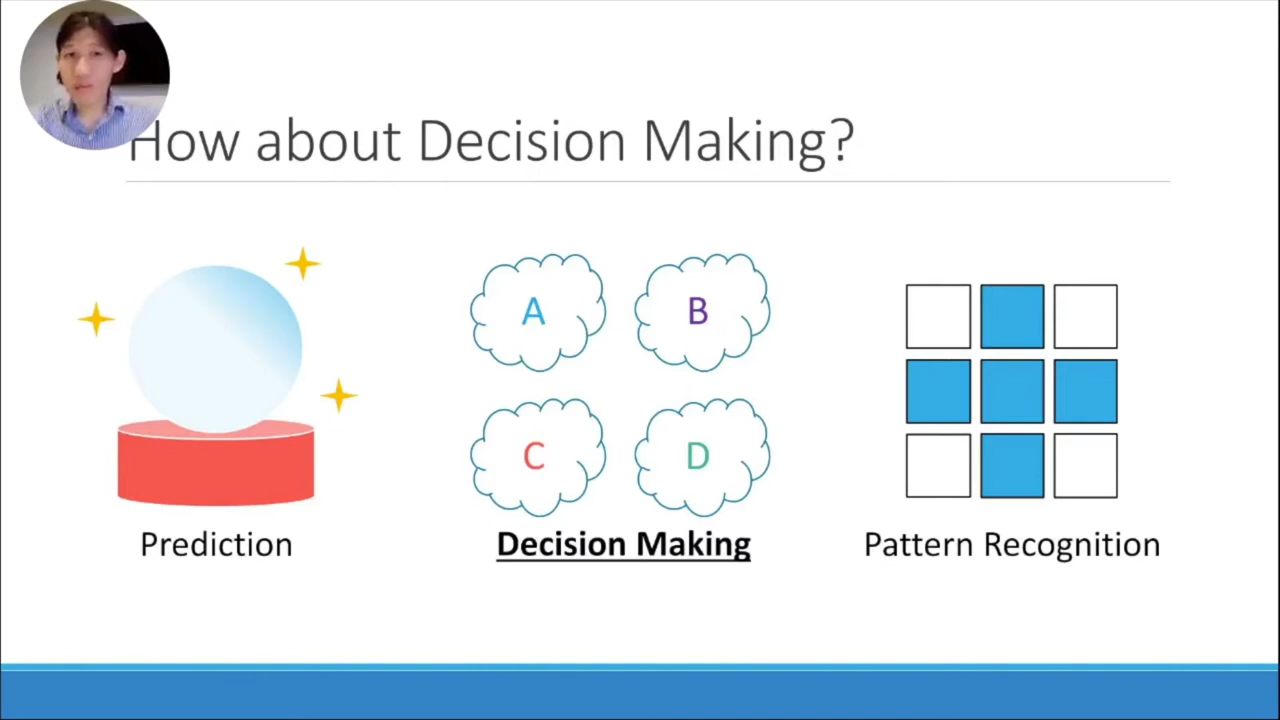 How about Decision Making?
A
B
C
D
Prediction
Decision Making
Pattern Recognition